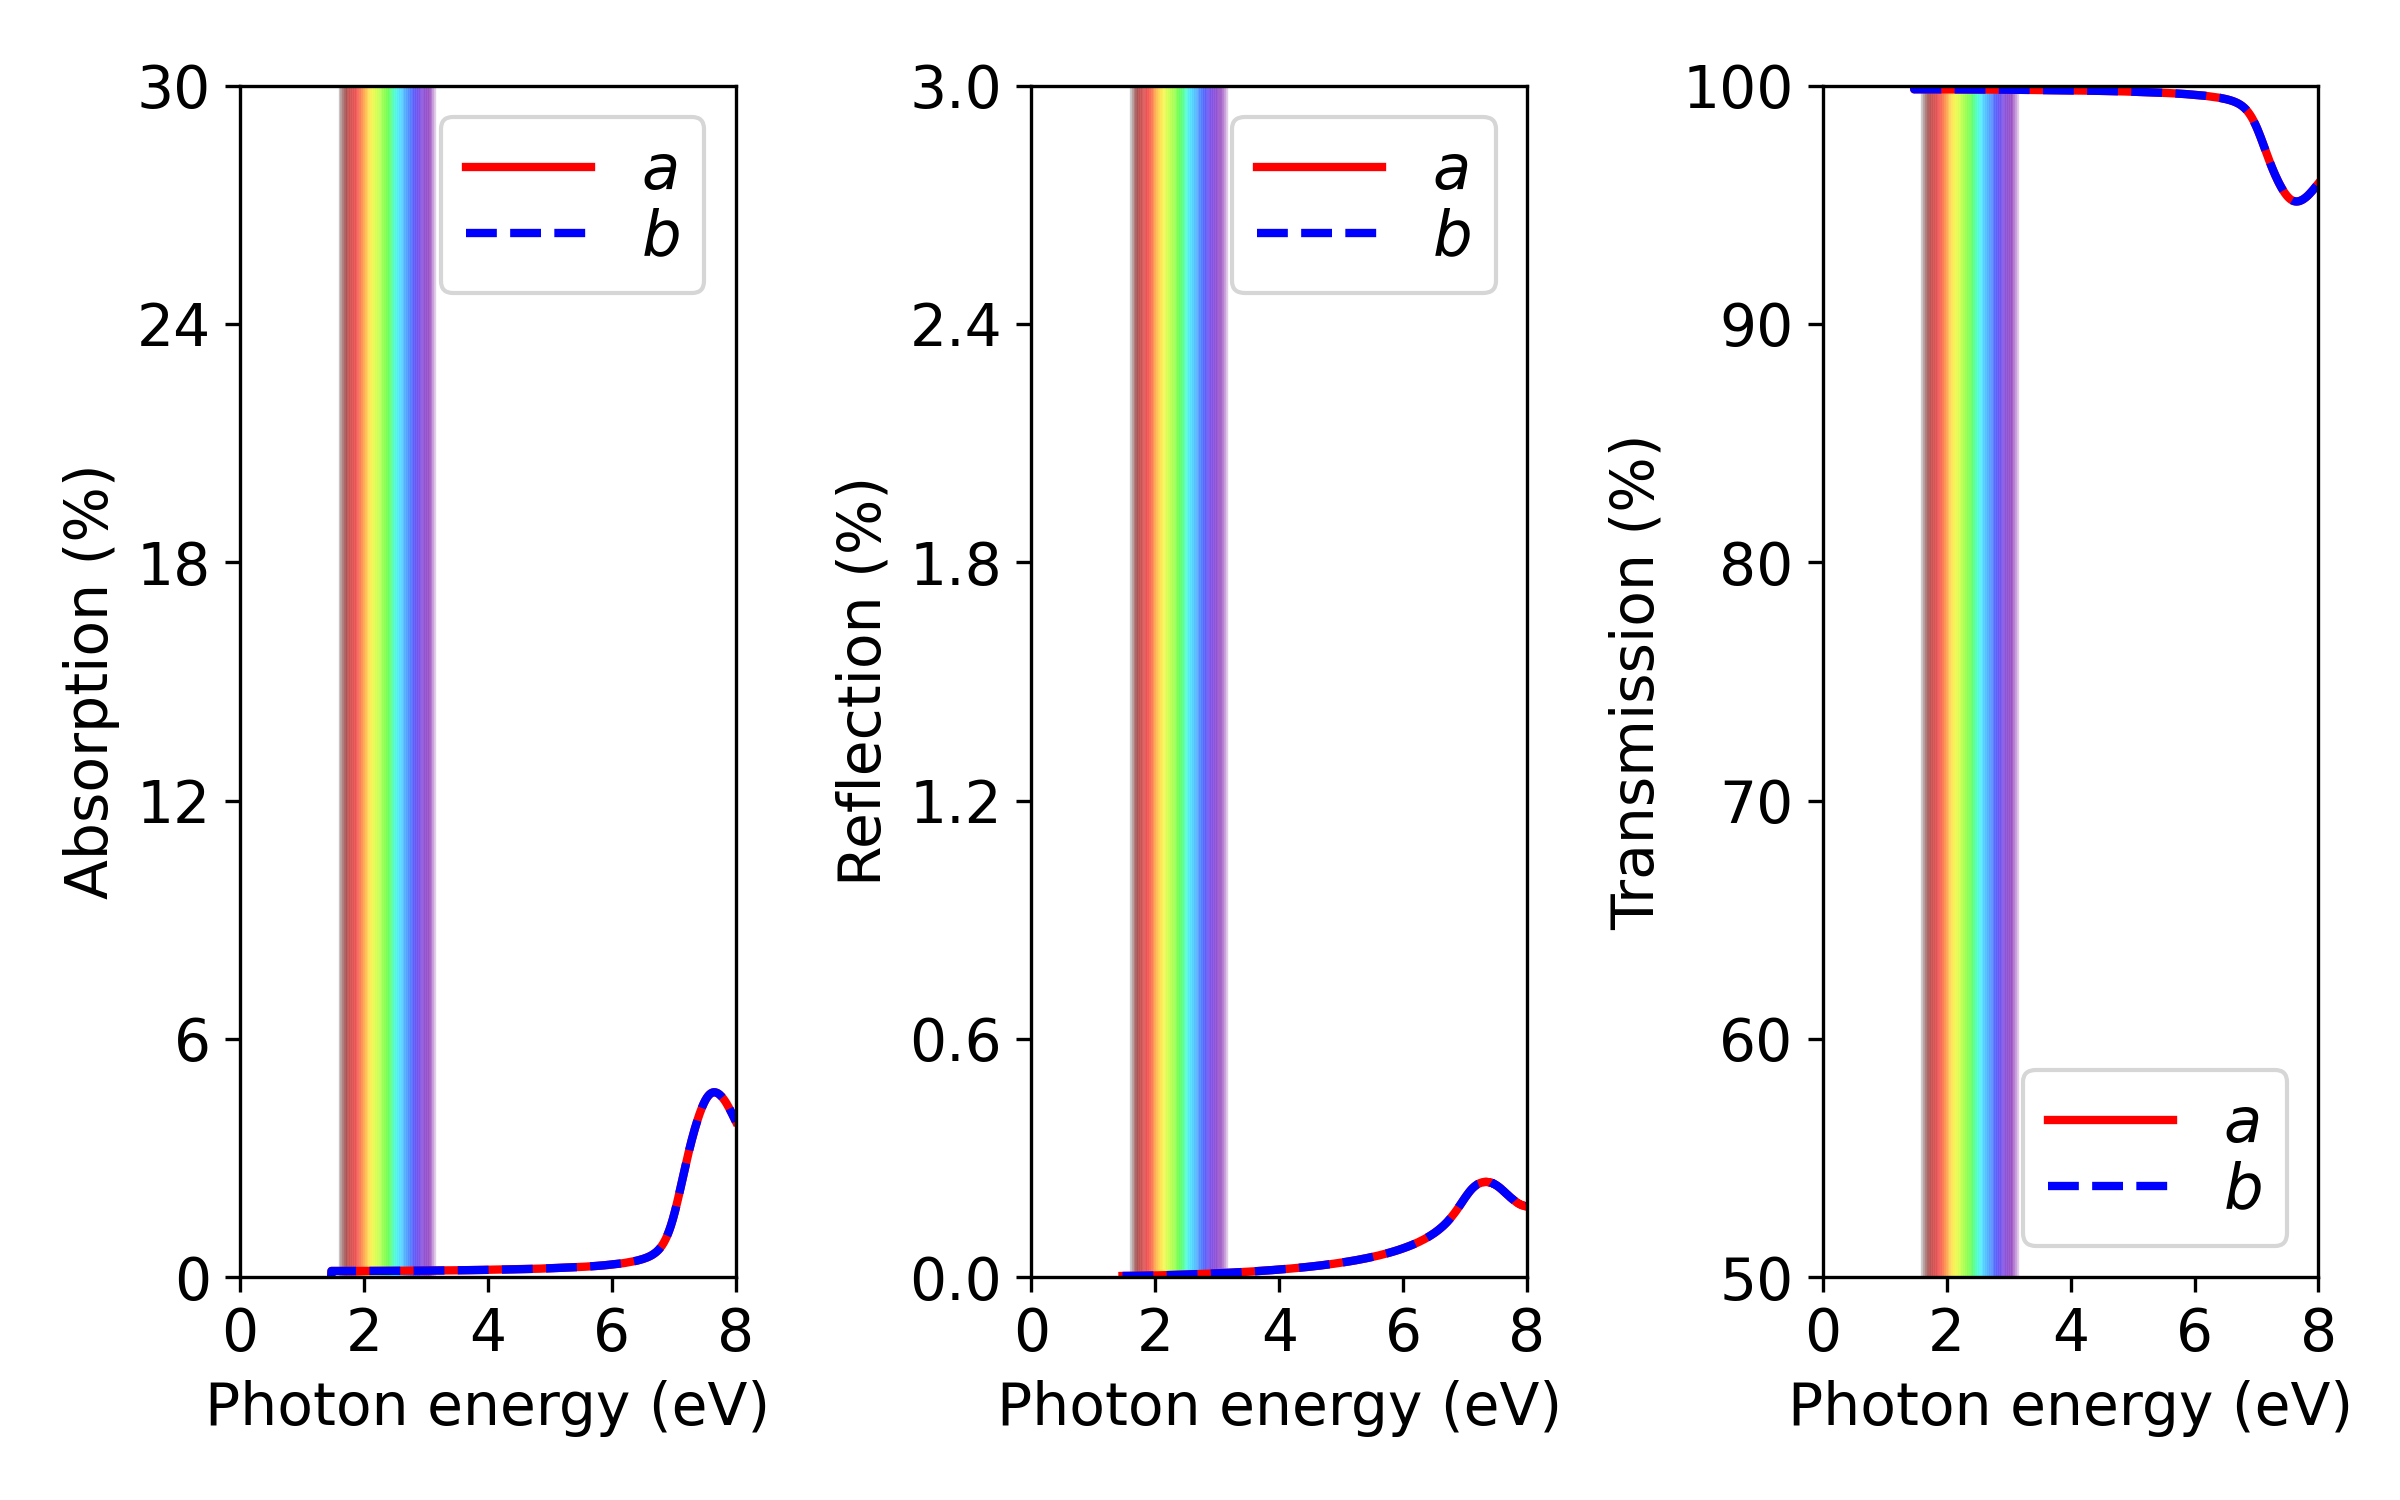 Absorption (%)
30
24
18
12
6
0
0 2 4 6 8
Photon energy (eV)
a
b
Reflection (%)
3.0
2.4
1.8
1.2
0.6
0.0
0 2 4 6 8
Photon energy (eV)
a
b
Transmission (%)
100
90
80
70
60
50
0 2 4 6 8
Photon energy (eV)
a
b